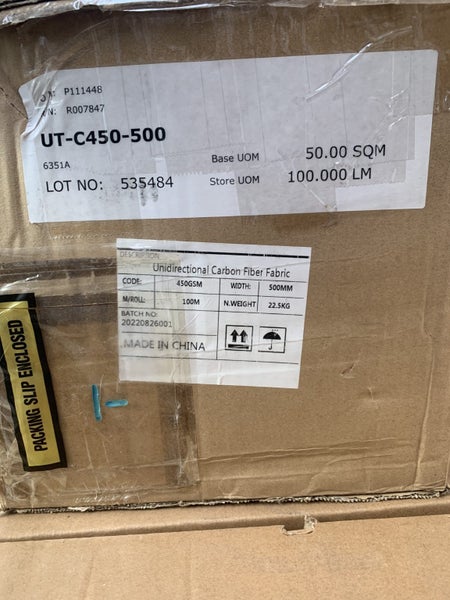 P111448
R007847
UT-C450-500
6351A
Base UOM 50.00 SQM
LOT NO: 535484 Store UOM 100.000 LM
DESCRIPTION:
Unidirectional Carbon Fiber Fabric
CODE: 450GSM WIDTH: 500MM
M/ROLL: 100M N.WEIGHT 22.5KG
BATCH NO:
20220826001
MADE IN CHINA
PACKING SLIP ENCLOSED